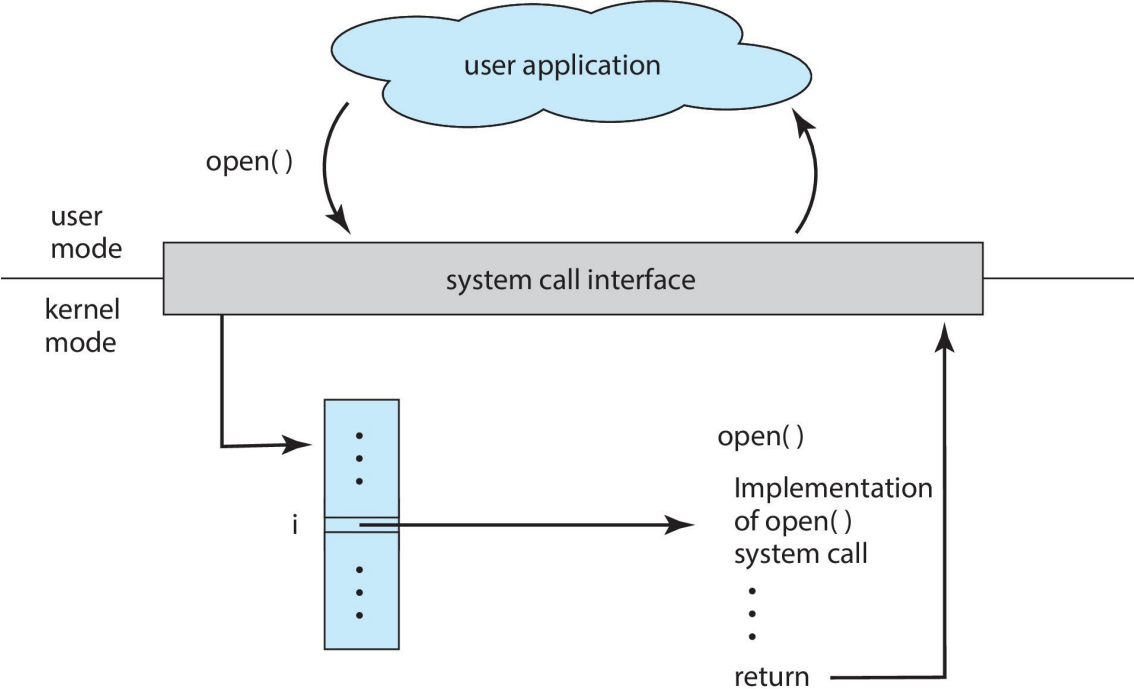 user application
open( )
user
mode
system call interface
kernel
mode
open( )
Implementation
of open( )
system call
i
return